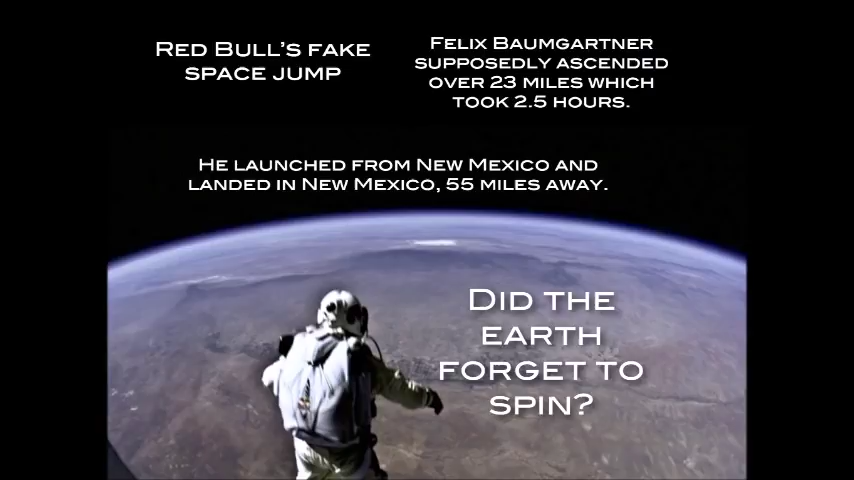 Red Bull's fake
space jump
Felix Baumgartner
supposedly ascended
over 23 miles which
took 2.5 hours.
He launched from New Mexico and
landed in New Mexico, 55 miles away.
Did the
earth
forget to
spin?